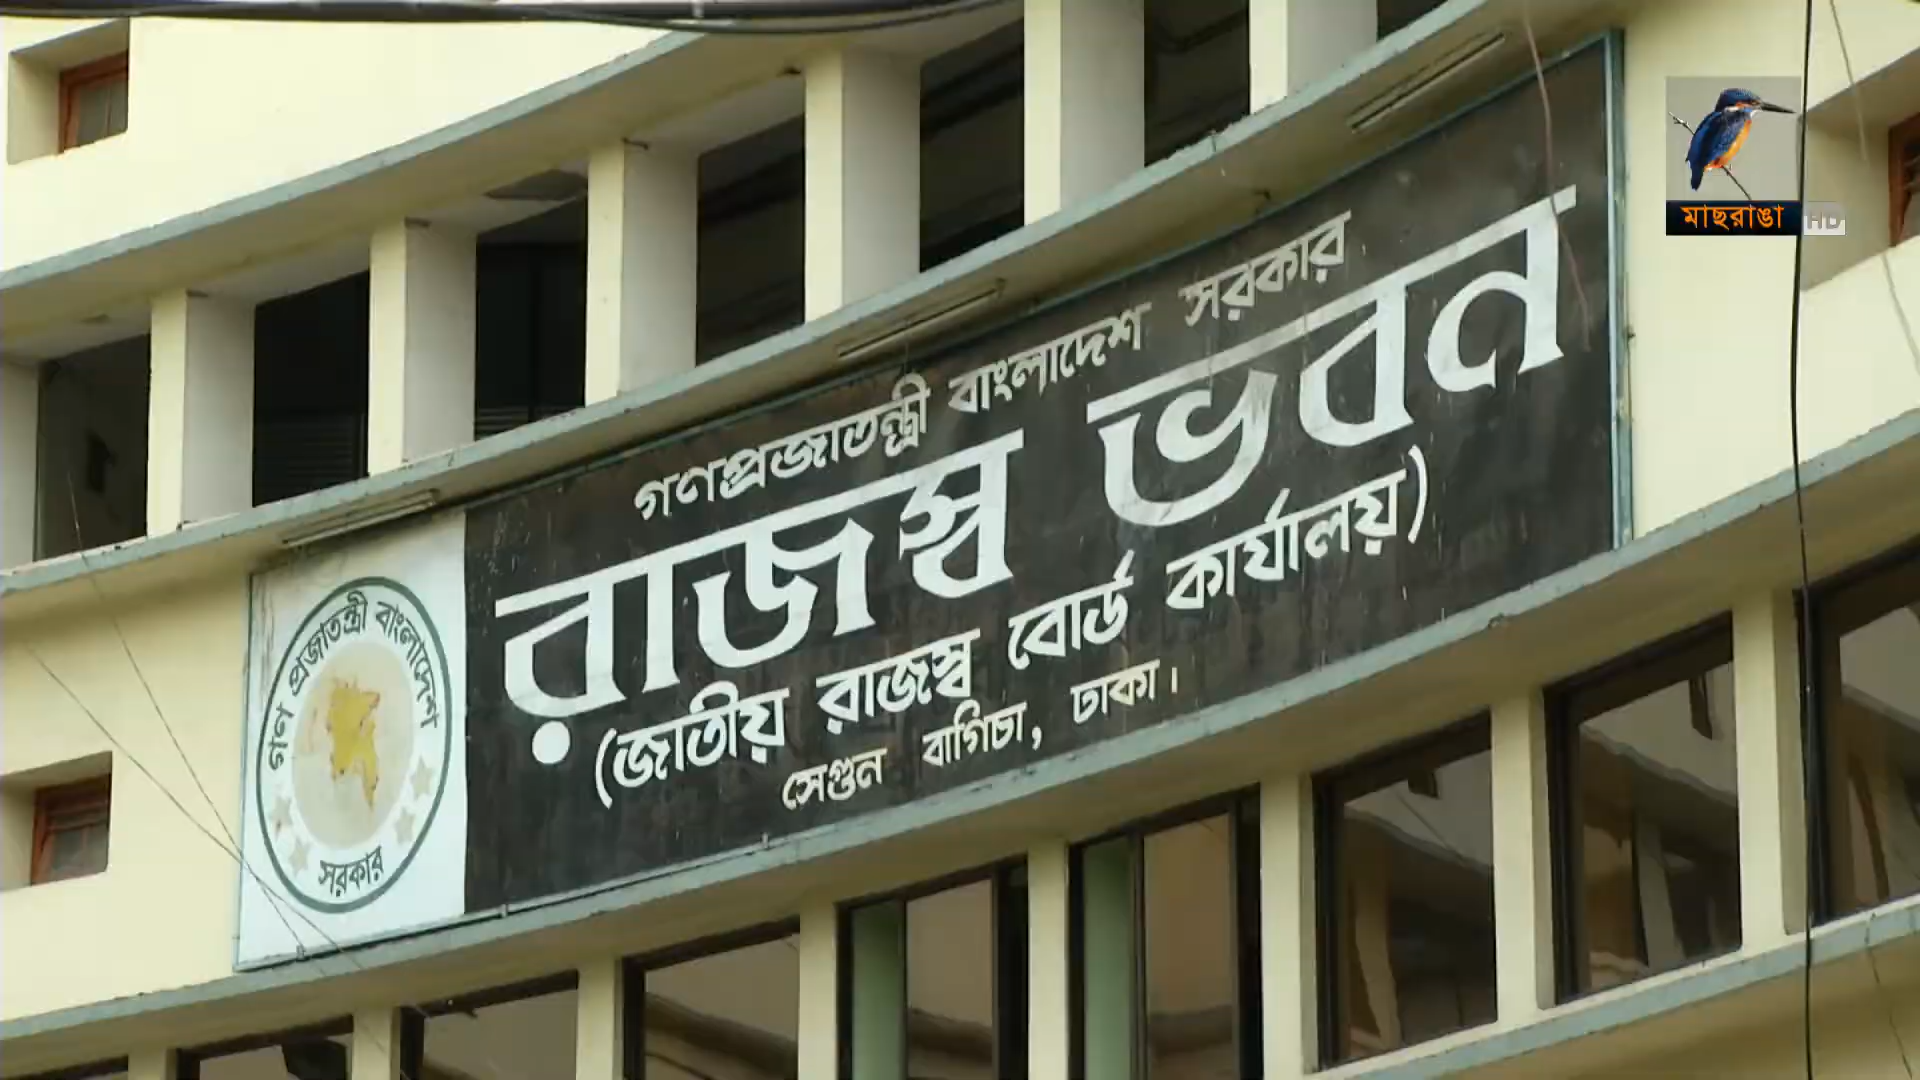 গণপ্রজাতন্ত্রী বাংলাদেশ সরকার
রাজস্ব ভবন
(জাতীয় রাজস্ব বোর্ড কার্যালয়)
সেগুন বাগিচা, ঢাকা।
গণ প্রজাতন্ত্রী বাংলাদেশ
সরকার
মাছরাঙা HD